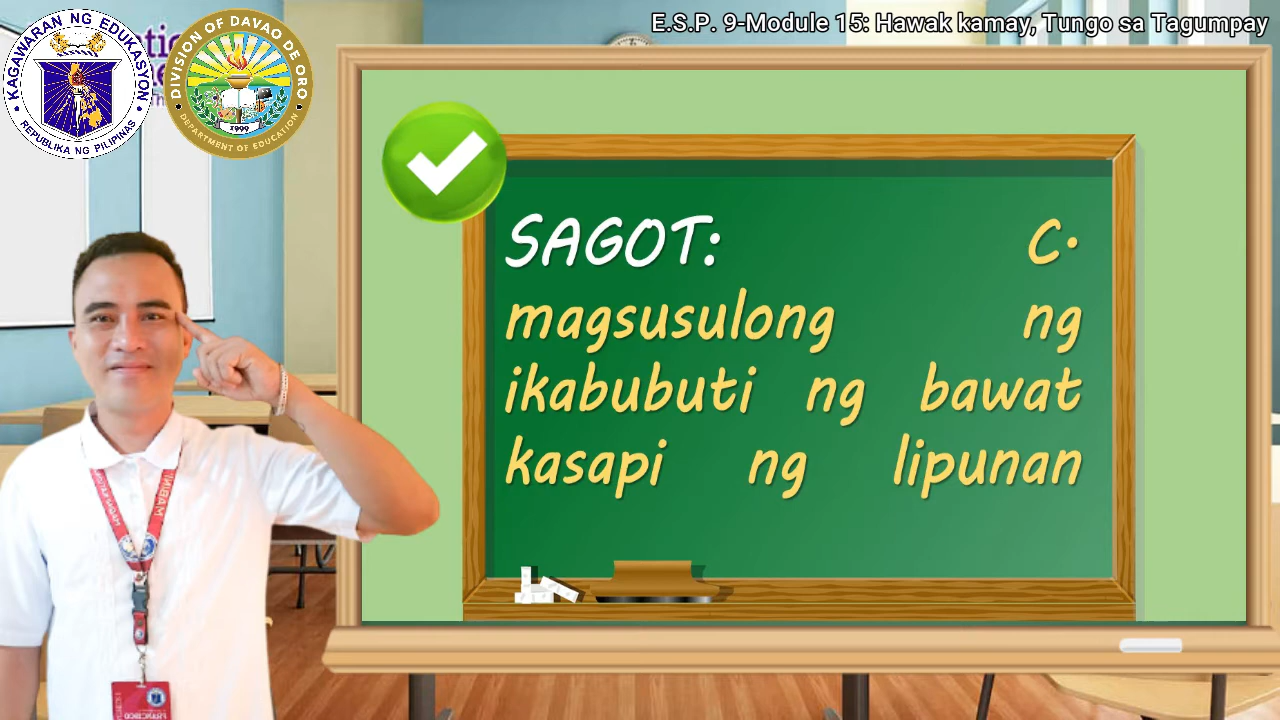 E.S.P. 9-Module 15: Hawak kamay, Tungo sa Tagumpay
KAGAWARAN NG EDUKASYON
REPUBLIKA NG PILIPINAS
DIVISION OF DAVAO DE ORO
1999
DEPARTMENT OF EDUCATION
SAGOT: C.
magsusulong ng
ikabubuti ng bawat
kasapi ng lipunan